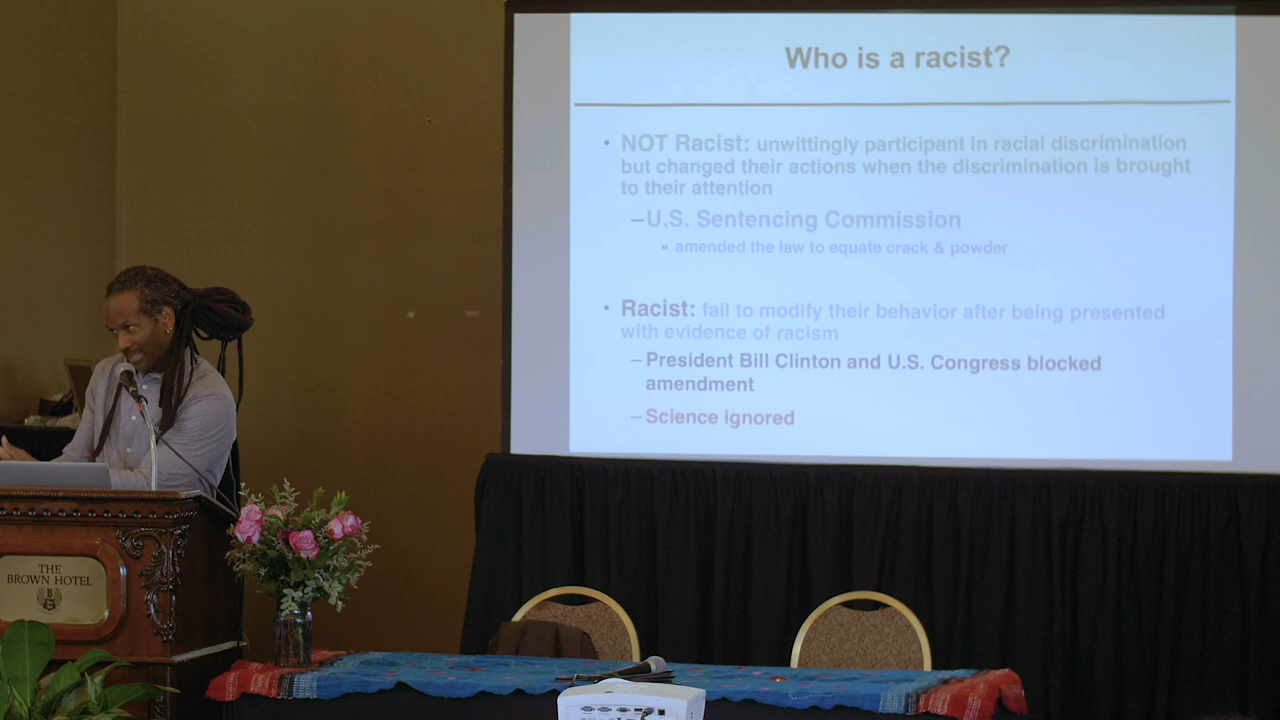 Who is a racist?
• NOT Racist: unwittingly participant in racial discrimination
but changed their actions when the discrimination is brought
to their attention
–U.S. Sentencing Commission
» amended the law to equate crack & powder
• Racist: fail to modify their behavior after being presented
with evidence of racism
– President Bill Clinton and U.S. Congress blocked
amendment
– Science ignored
THE
BROWN HOTEL
B